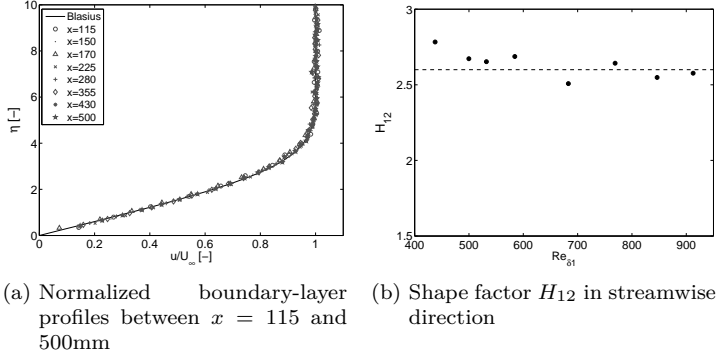 10
8
6
4
2
0
η [-]
Blasius
x=115
x=150
x=170
x=225
x=280
x=355
x=430
x=500
0
0.2
0.4
0.6
0.8
1
u/U∞ [-]
3
2.5
2
1.5
H12
400
500
600
700
800
900
Reδ1
(a) Normalized boundary-layer
profiles between x = 115 and
500mm
(b) Shape factor H12 in streamwise
direction